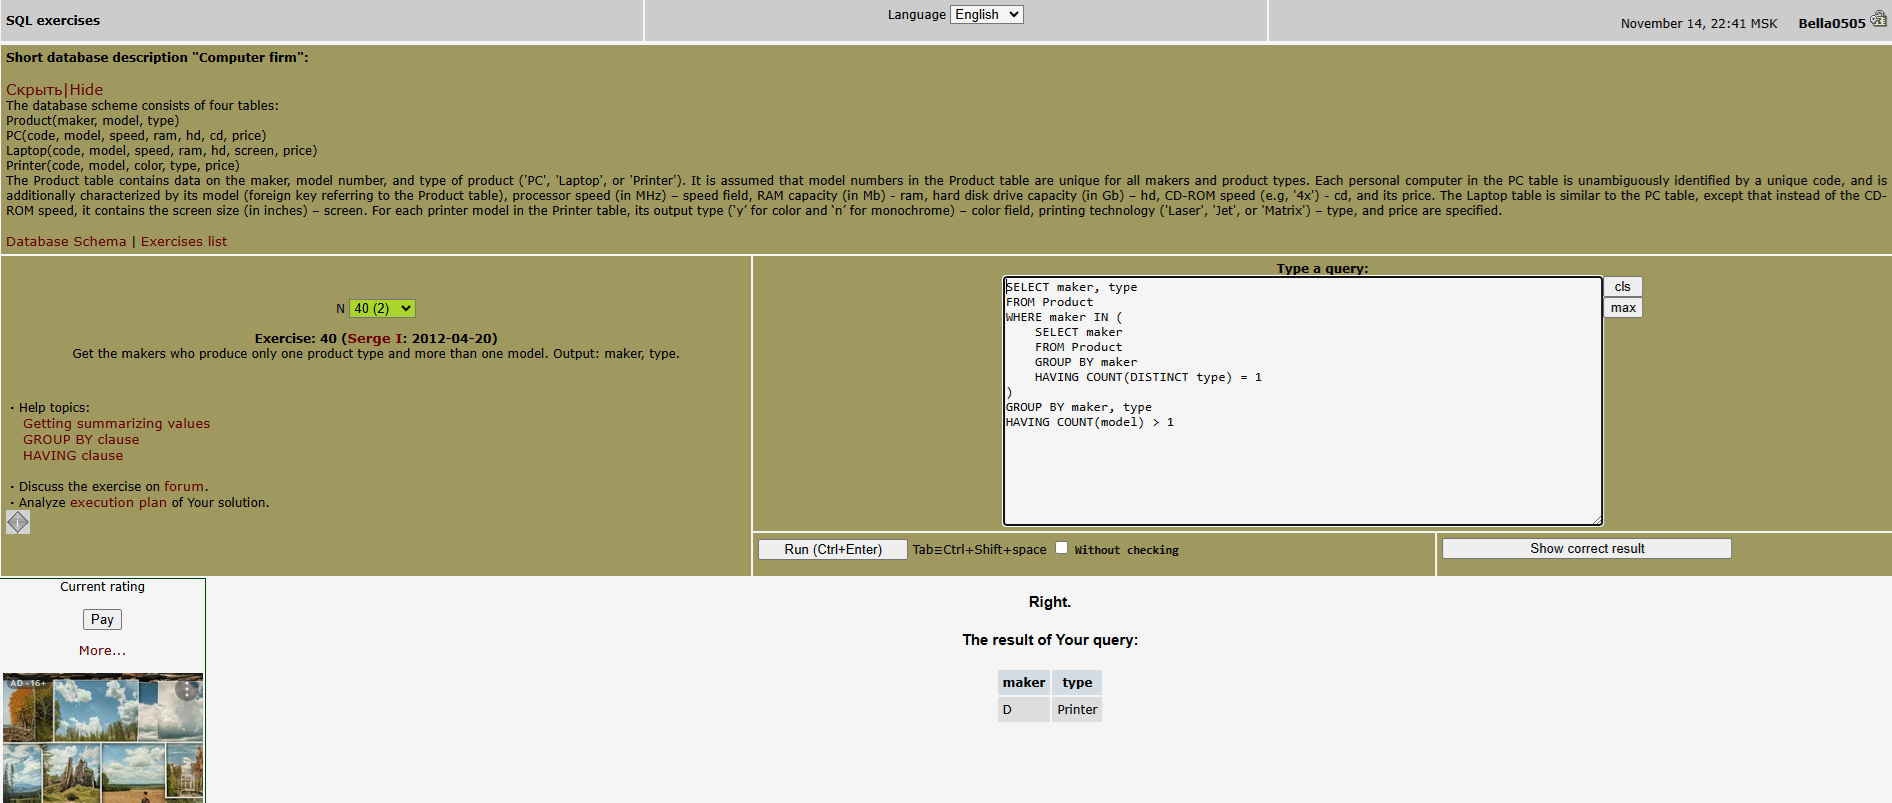 SQL exercises
Language English
November 14, 22:41 MSK Bella0505
Short database description "Computer firm":
Скрыть|Hide
The database scheme consists of four tables:
Product(maker, model, type)
PC(code, model, speed, ram, hd, cd, price)
Laptop(code, model, speed, ram, hd, screen, price)
Printer(code, model, color, type, price)
The Product table contains data on the maker, model number, and type of product ('PC', 'Laptop', or 'Printer'). It is assumed that model numbers in the Product table are unique for all makers and product types. Each personal computer in the PC table is unambiguously identified by a unique code, and is
additionally characterized by its model (foreign key referring to the Product table), processor speed (in MHz) – speed field, RAM capacity (in Mb) - ram, hard disk drive capacity (in Gb) – hd, CD-ROM speed (e.g, '4x') - cd, and its price. The Laptop table is similar to the PC table, except that instead of the CD-
ROM speed, it contains the screen size (in inches) – screen. For each printer model in the Printer table, its output type ('y' for color and 'n' for monochrome) – color field, printing technology ('Laser', 'Jet', or 'Matrix') – type, and price are specified.
Database Schema | Exercises list
N 40 (2)
Exercise: 40 (Serge I: 2012-04-20)
Get the makers who produce only one product type and more than one model. Output: maker, type.
· Help topics:
Getting summarizing values
GROUP BY clause
HAVING clause
· Discuss the exercise on forum.
· Analyze execution plan of Your solution.
Type a query:
SELECT maker, type
FROM Product
WHERE maker IN (
    SELECT maker
    FROM Product
    GROUP BY maker
    HAVING COUNT(DISTINCT type) = 1
)
GROUP BY maker, type
HAVING COUNT(model) > 1
cls
max
Run (Ctrl+Enter) Tab≡Ctrl+Shift+space Without checking
Show correct result
Current rating
Pay
More...
AD · 16+
Right.
The result of Your query:
maker type
D Printer